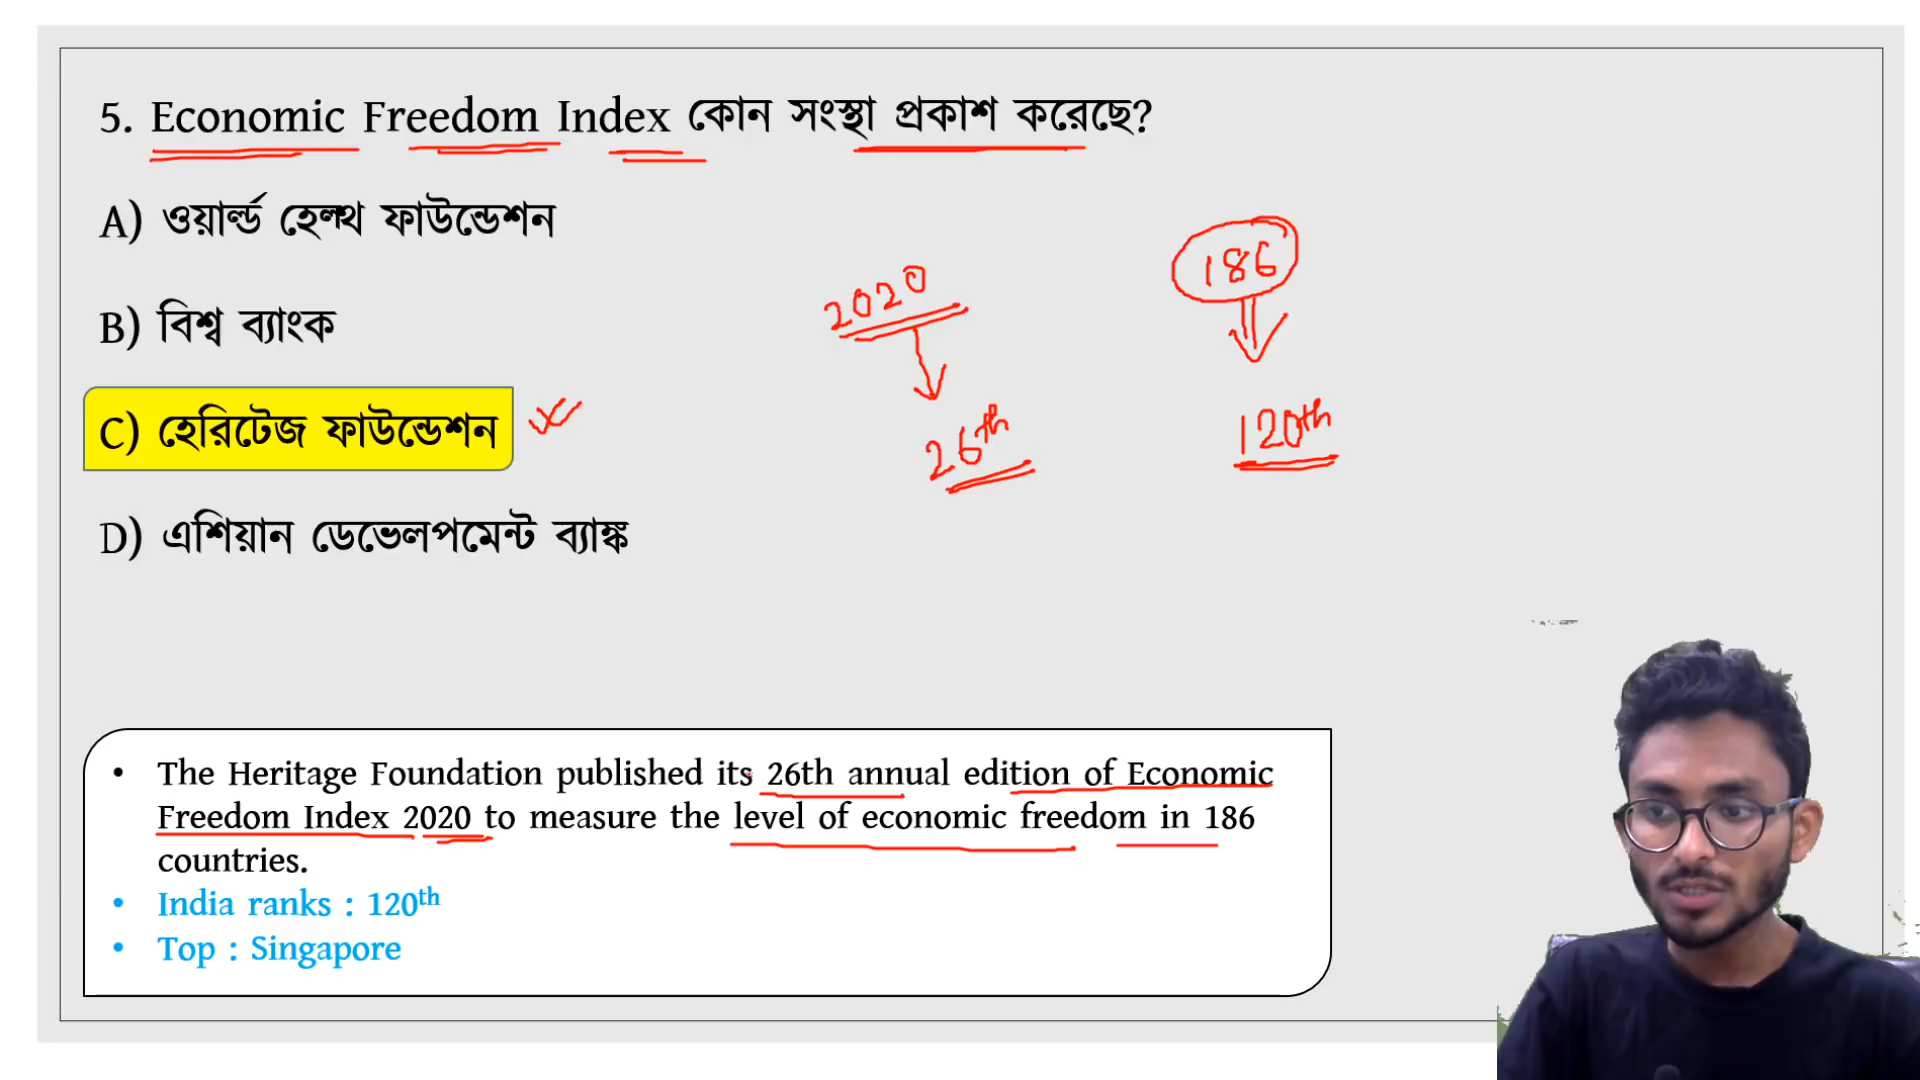 5. Economic Freedom Index কোন সংস্থা প্রকাশ করেছে?
A) ওয়ার্ল্ড হেল্থ ফাউন্ডেশন
B) বিশ্ব ব্যাংক
C) হেরিটেজ ফাউন্ডেশন
D) এশিয়ান ডেভেলপমেন্ট ব্যাঙ্ক
2020
26th
186
120th
• The Heritage Foundation published its 26th annual edition of Economic
Freedom Index 2020 to measure the level of economic freedom in 186
countries.
• India ranks : 120th
• Top : Singapore